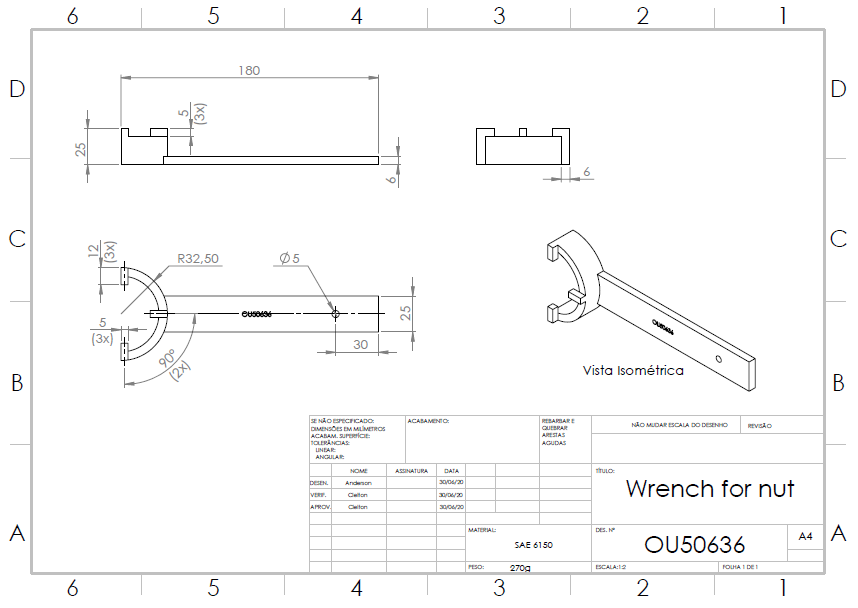 6 5 4 3 2 1
D D
C C
B B
A A
180
5
(3x)
25
6
6
12
(3x)
R32,50
Ø5
OU50636
25
5
(3x)
90°
(2x)
30
OU50636
Vista Isométrica
SE NÃO ESPECIFICADO:
DIMENSÕES EM MILÍMETROS
ACABAM. SUPERFÍCIE:
TOLERÂNCIAS:
LINEAR:
ANGULAR:
ACABAMENTO:
REBARBAR E
QUEBRAR
ARESTAS
AGUDAS
NÃO MUDAR ESCALA DO DESENHO
REVISÃO
NOME ASSINATURA DATA
DESEN. Anderson 30/06/20
VERIF. Cleiton 30/06/20
APROV. Cleiton 30/06/20
TÍTULO:
Wrench for nut
MATERIAL:
SAE 6150
DES. Nº
OU50636
A4
PESO: 270g
ESCALA:1:2
FOLHA 1 DE 1
6 5 4 3 2 1